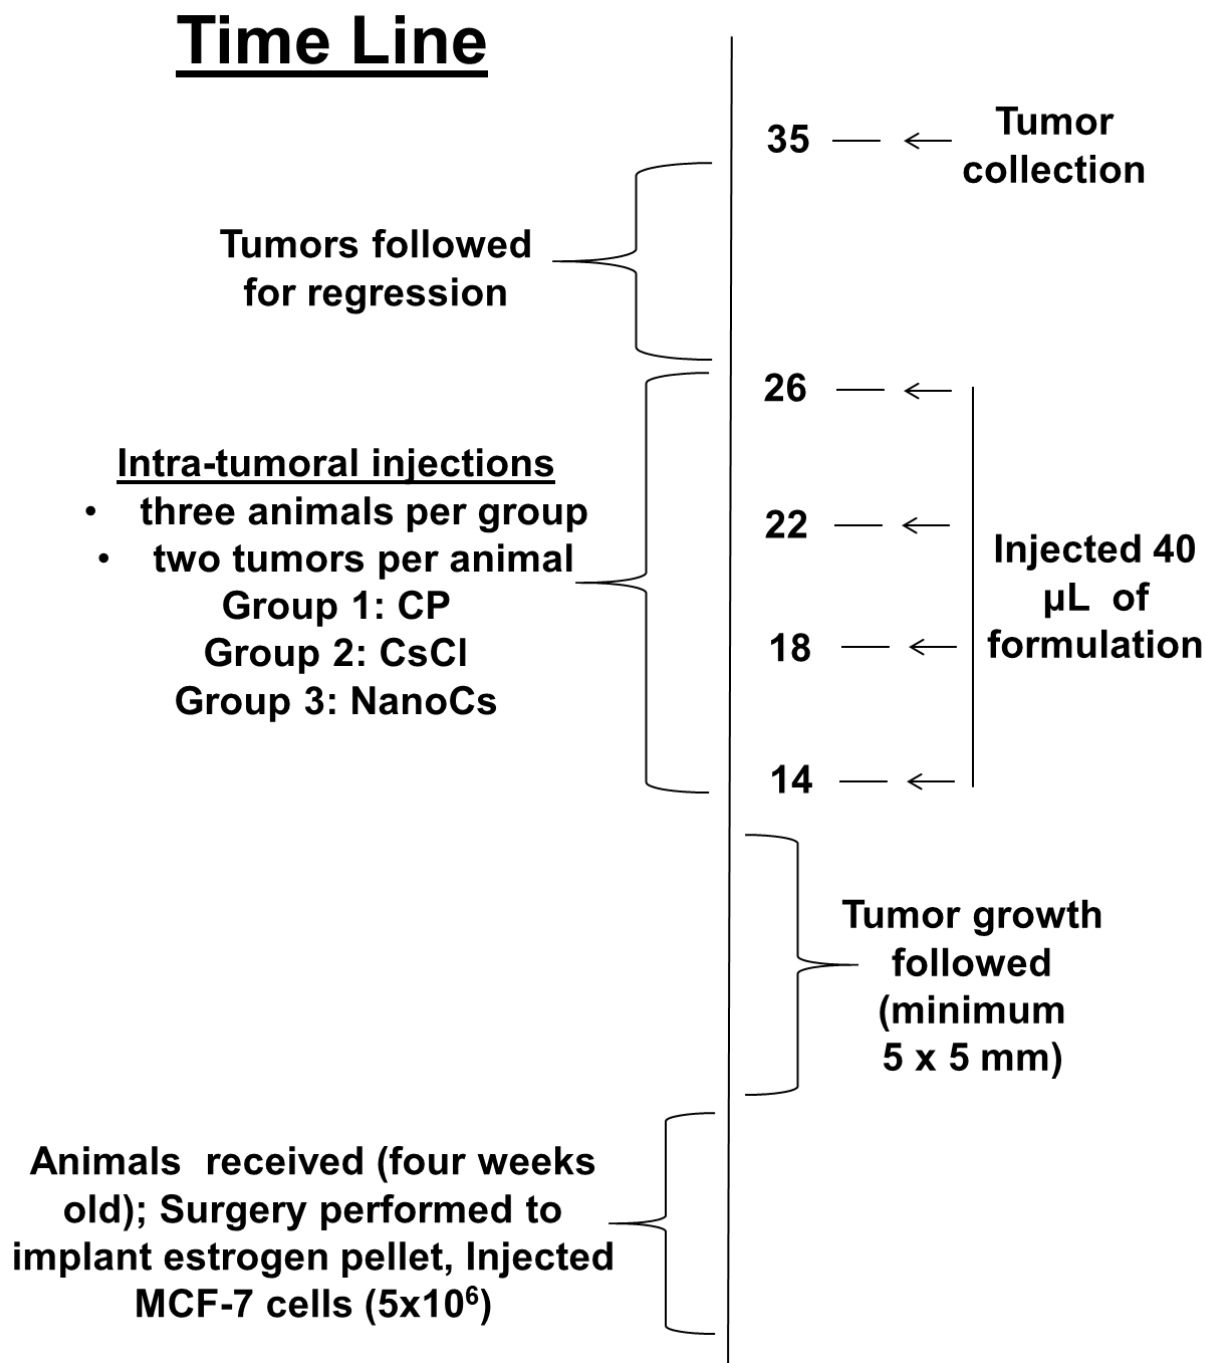 Time Line
35
Tumor
collection
Tumors followed
for regression
26
22
18
14
Injected 40
µL of
formulation
Intra-tumoral injections
• three animals per group
• two tumors per animal
Group 1: CP
Group 2: CsCl
Group 3: NanoCs
Tumor growth
followed
(minimum
5 x 5 mm)
Animals received (four weeks
old); Surgery performed to
implant estrogen pellet, Injected
MCF-7 cells (5x10⁶)